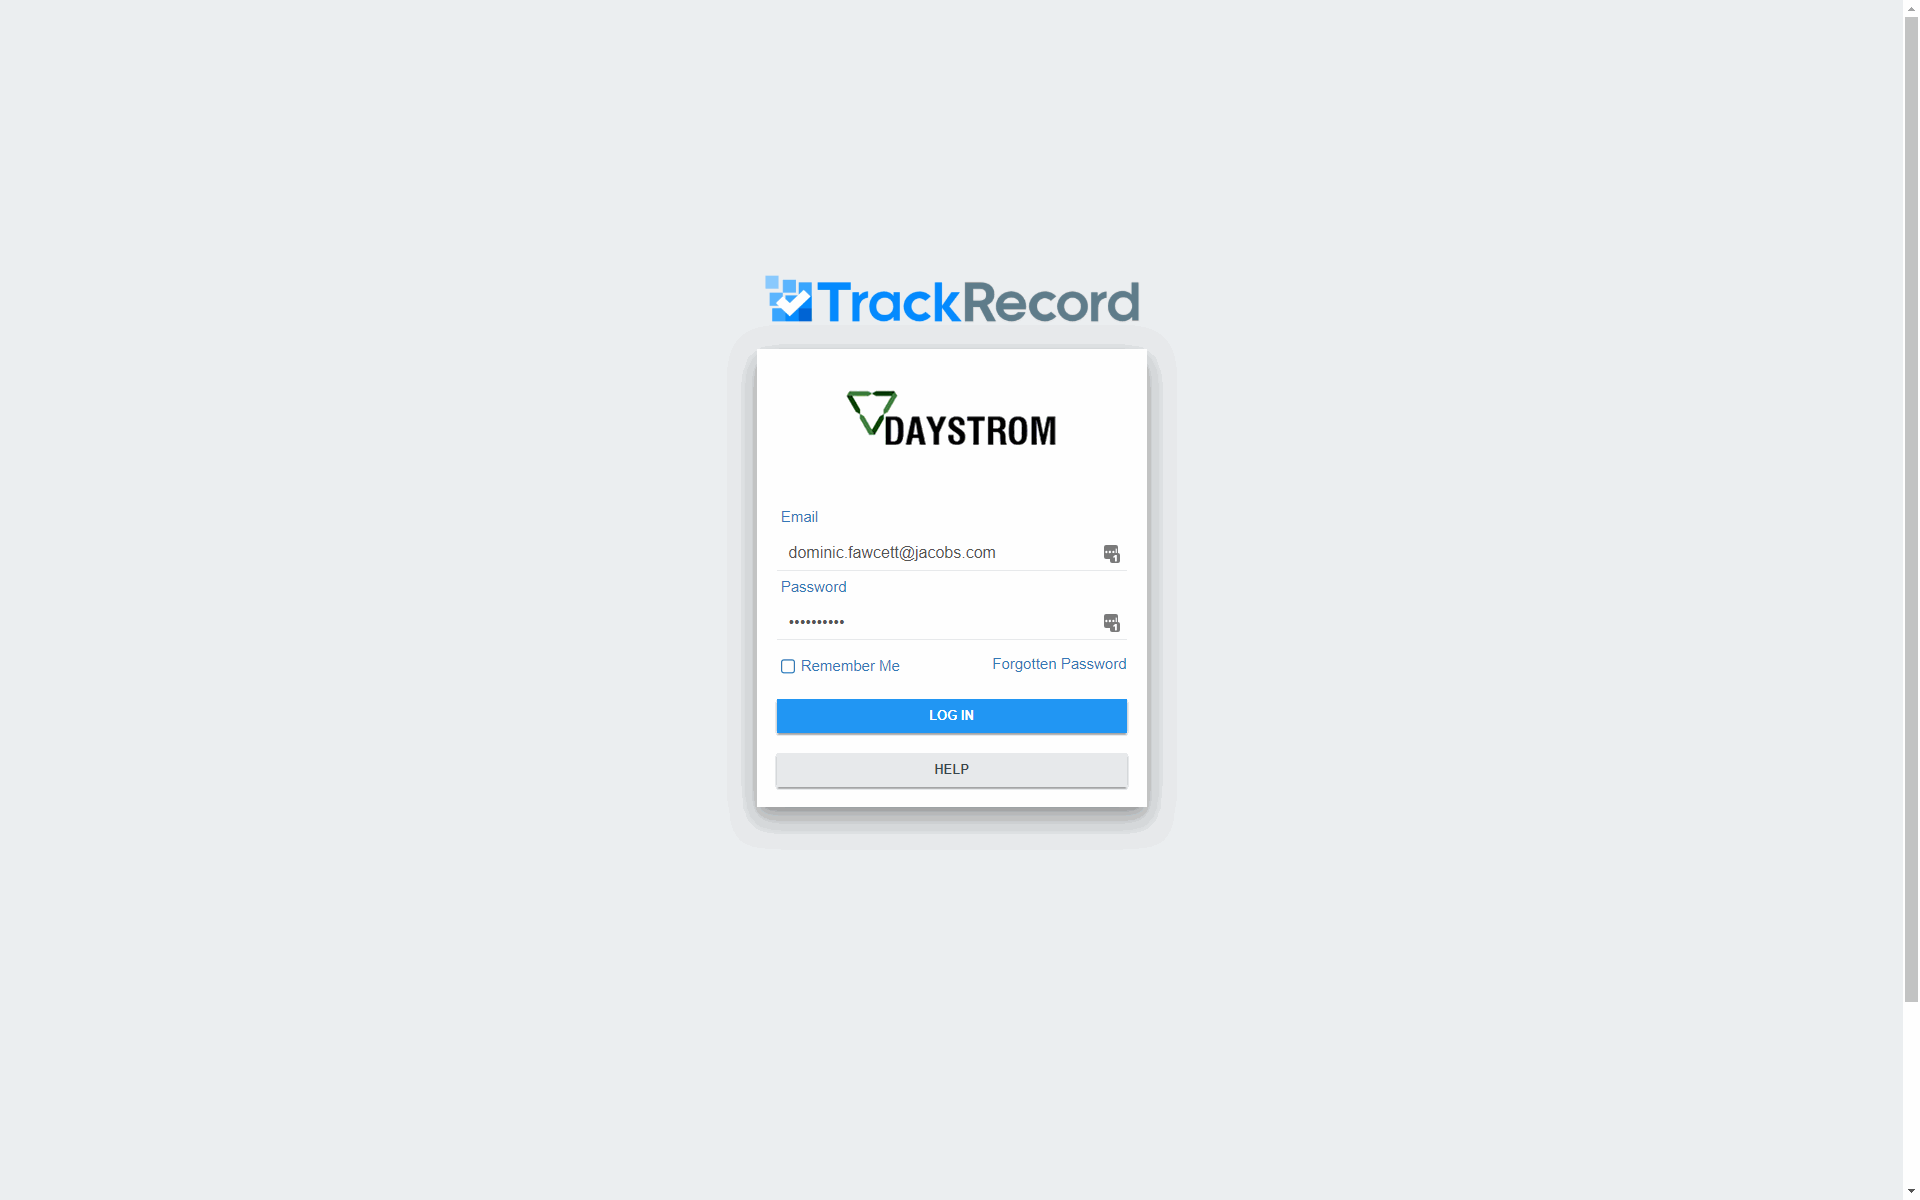 TrackRecord
DAYSTROM
Email
dominic.fawcett@jacobs.com
Password
••••••••••
Remember Me
Forgotten Password
LOG IN
HELP